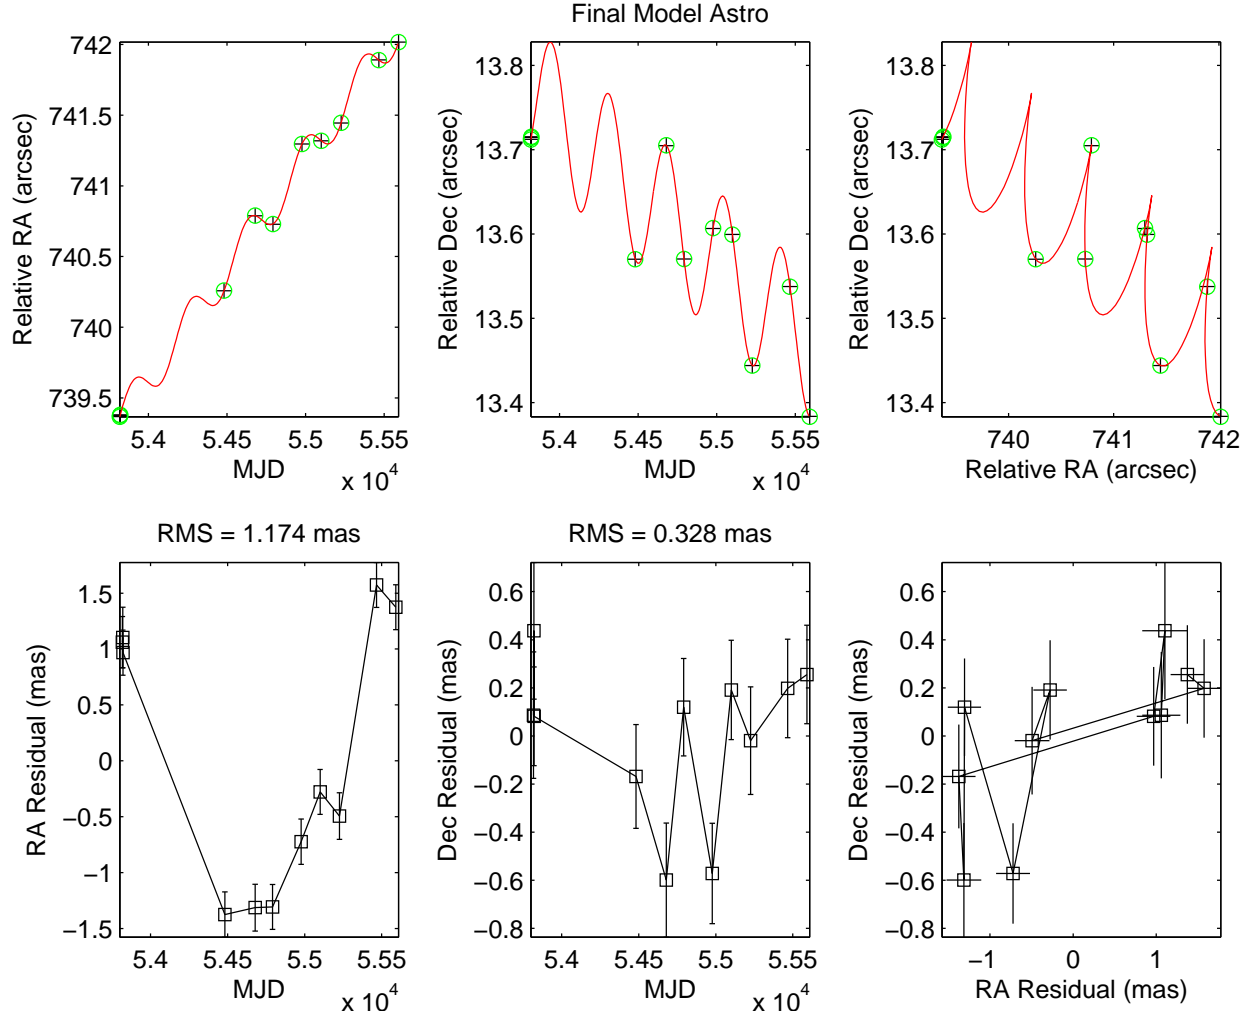 Final Model Astro
742
741.5
741
740.5
740
739.5
Relative RA (arcsec)
5.4 5.45 5.5 5.55
MJD
x 10^4
13.8
13.7
13.6
13.5
13.4
Relative Dec (arcsec)
5.4 5.45 5.5 5.55
MJD
x 10^4
13.8
13.7
13.6
13.5
13.4
Relative Dec (arcsec)
740 741 742
Relative RA (arcsec)
RMS = 1.174 mas
1.5
1
0.5
0
−0.5
−1
−1.5
RA Residual (mas)
5.4 5.45 5.5 5.55
MJD
x 10^4
RMS = 0.328 mas
0.6
0.4
0.2
0
−0.2
−0.4
−0.6
−0.8
Dec Residual (mas)
5.4 5.45 5.5 5.55
MJD
x 10^4
0.6
0.4
0.2
0
−0.2
−0.4
−0.6
−0.8
Dec Residual (mas)
−1 0 1
RA Residual (mas)